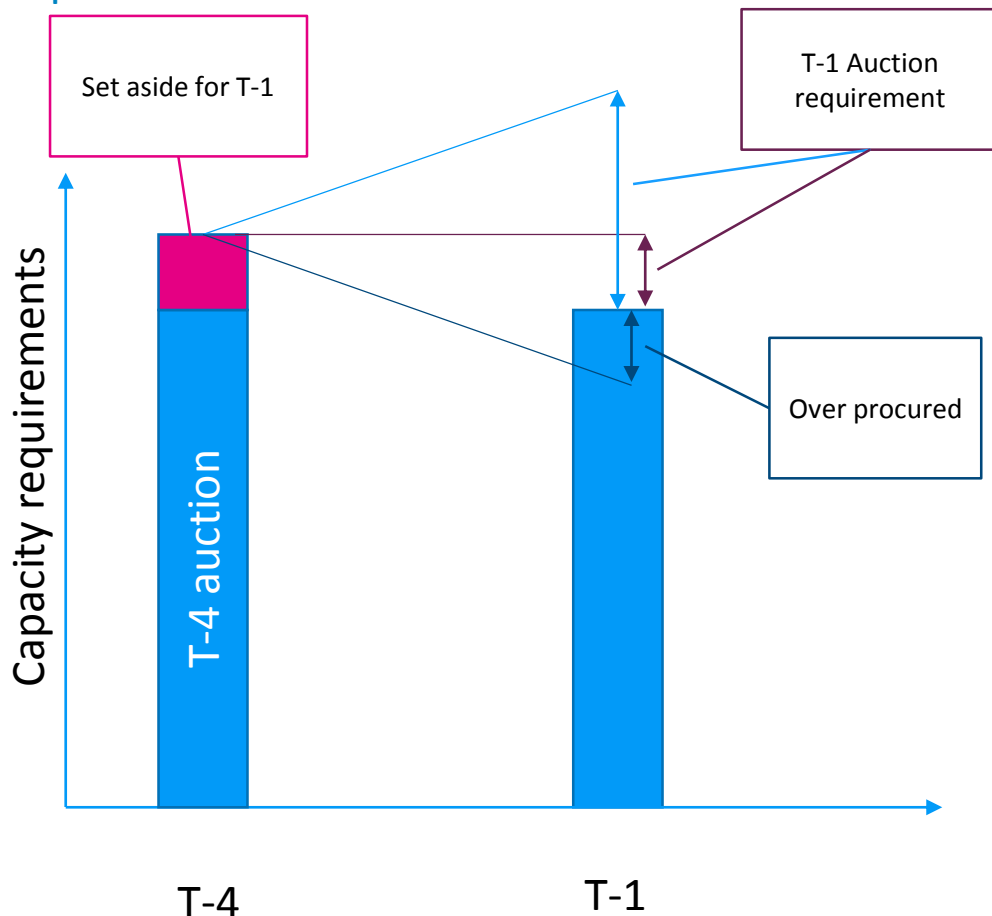 Set aside for T-1
T-1 Auction
requirement
Capacity requirements
T-4 auction
Over procured
T-4
T-1